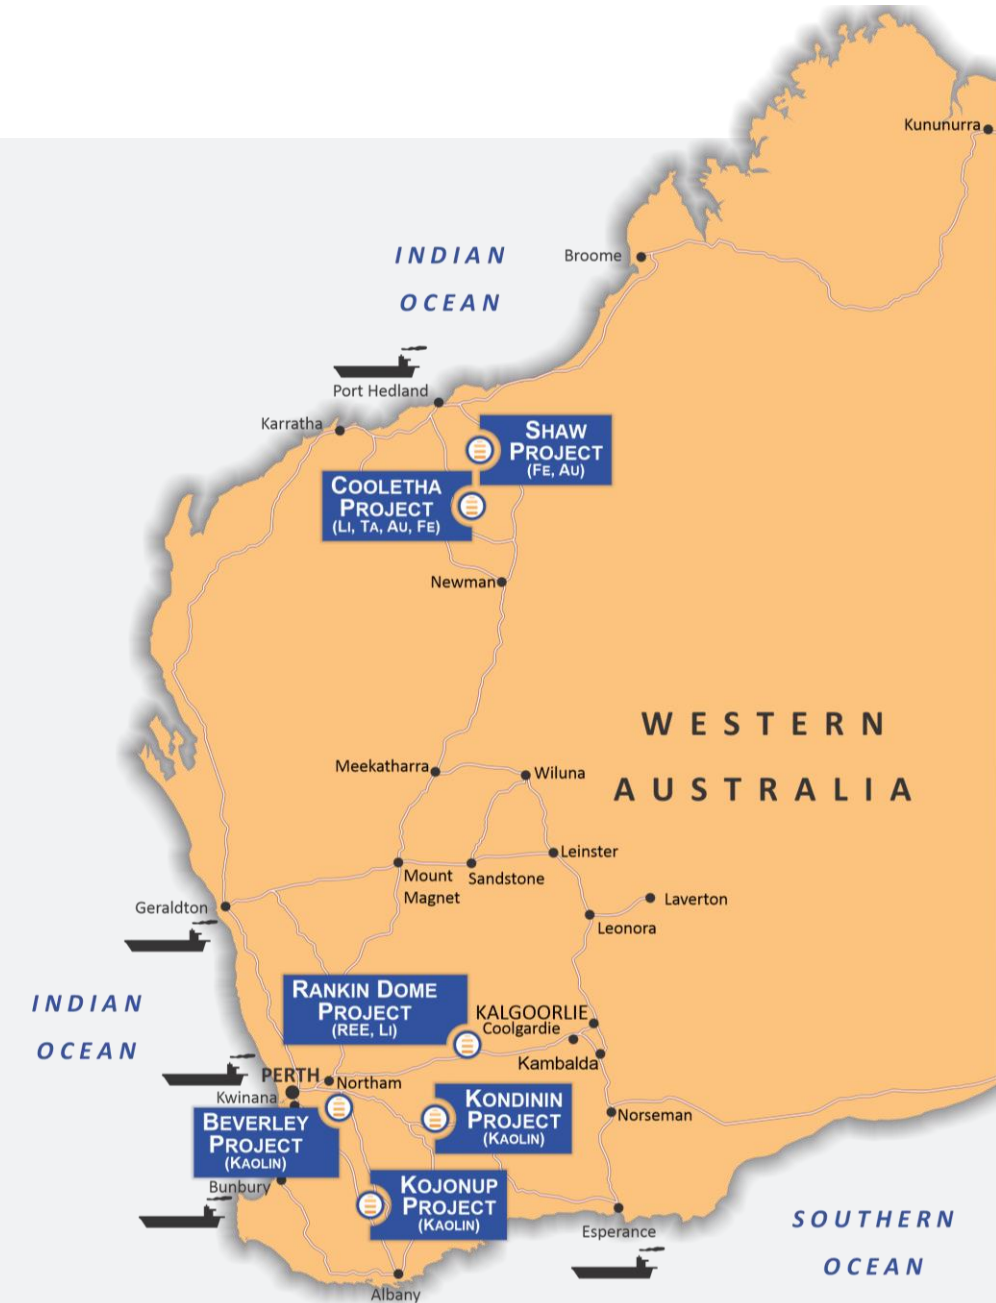 Kununurra
INDIAN
OCEAN
Broome
Port Hedland
Karratha
SHAW
PROJECT
(FE, AU)
COOLETHA
PROJECT
(LI, TA, AU, FE)
Newman
WESTERN
AUSTRALIA
Meekatharra
Wiluna
Leinster
Mount
Magnet
Sandstone
Laverton
Geraldton
Leonora
RANKIN DOME
PROJECT
(REE, LI)
INDIAN
OCEAN
KALGOORLIE
Coolgardie
Kambalda
PERTH
Northam
Kwinana
BEVERLEY
PROJECT
(KAOLIN)
KONDININ
PROJECT
(KAOLIN)
Norseman
Bunbury
KOJONUP
PROJECT
(KAOLIN)
Esperance
SOUTHERN
OCEAN
Albany